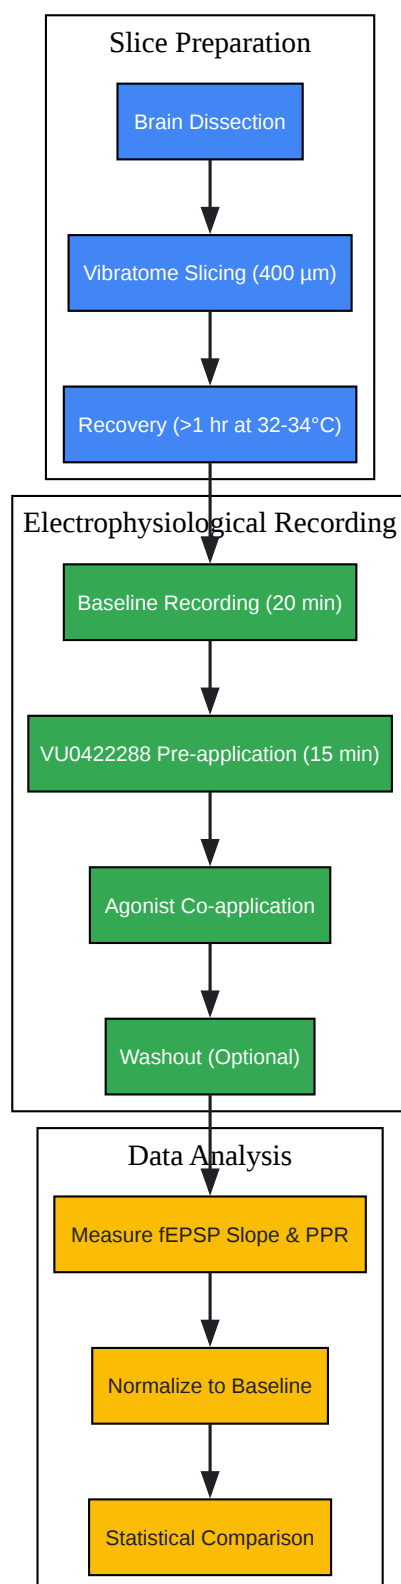 Slice Preparation
Brain Dissection
Vibratome Slicing (400 µm)
Recovery (>1 hr at 32-34°C)
Electrophysiological Recording
Baseline Recording (20 min)
VU0422288 Pre-application (15 min)
Agonist Co-application
Washout (Optional)
Data Analysis
Measure fEPSP Slope & PPR
Normalize to Baseline
Statistical Comparison